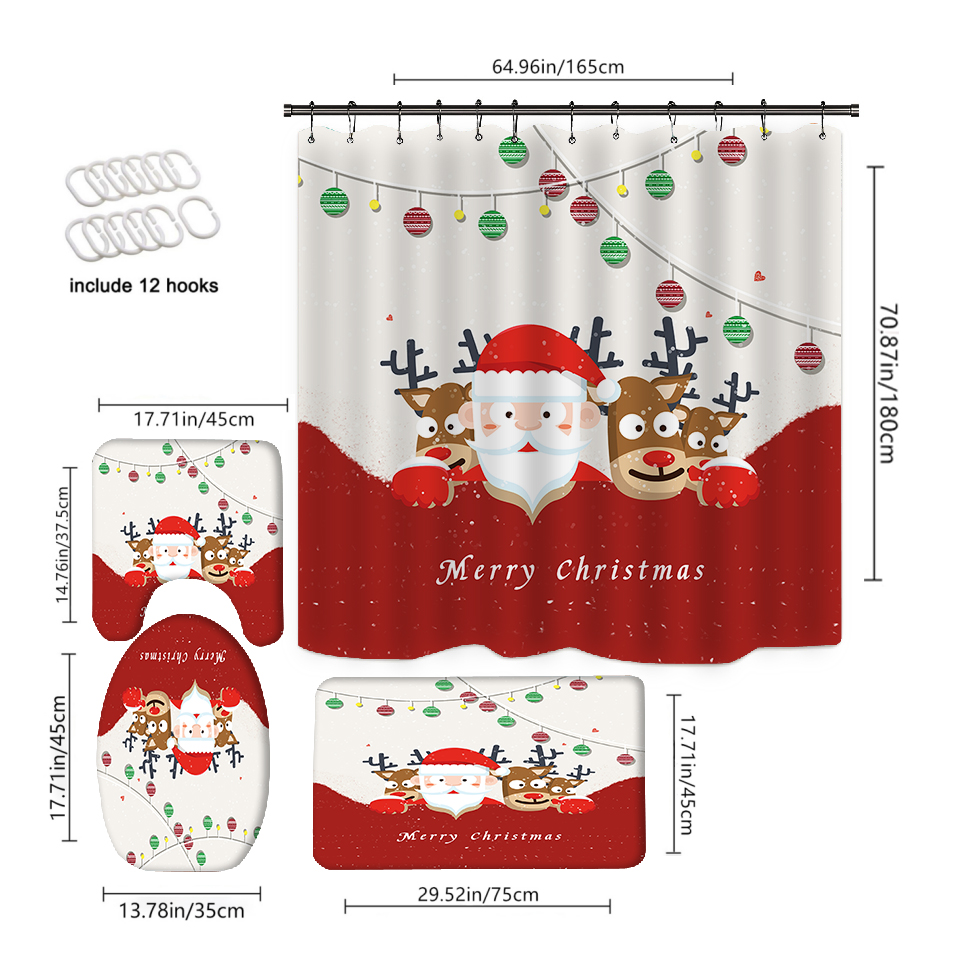 64.96in/165cm
include 12 hooks
70.87in/180cm
17.71in/45cm
14.76in/37.5cm
Merry Christmas
Merry Christmas
17.71in/45cm
17.71in/45cm
Merry Christmas
13.78in/35cm
29.52in/75cm